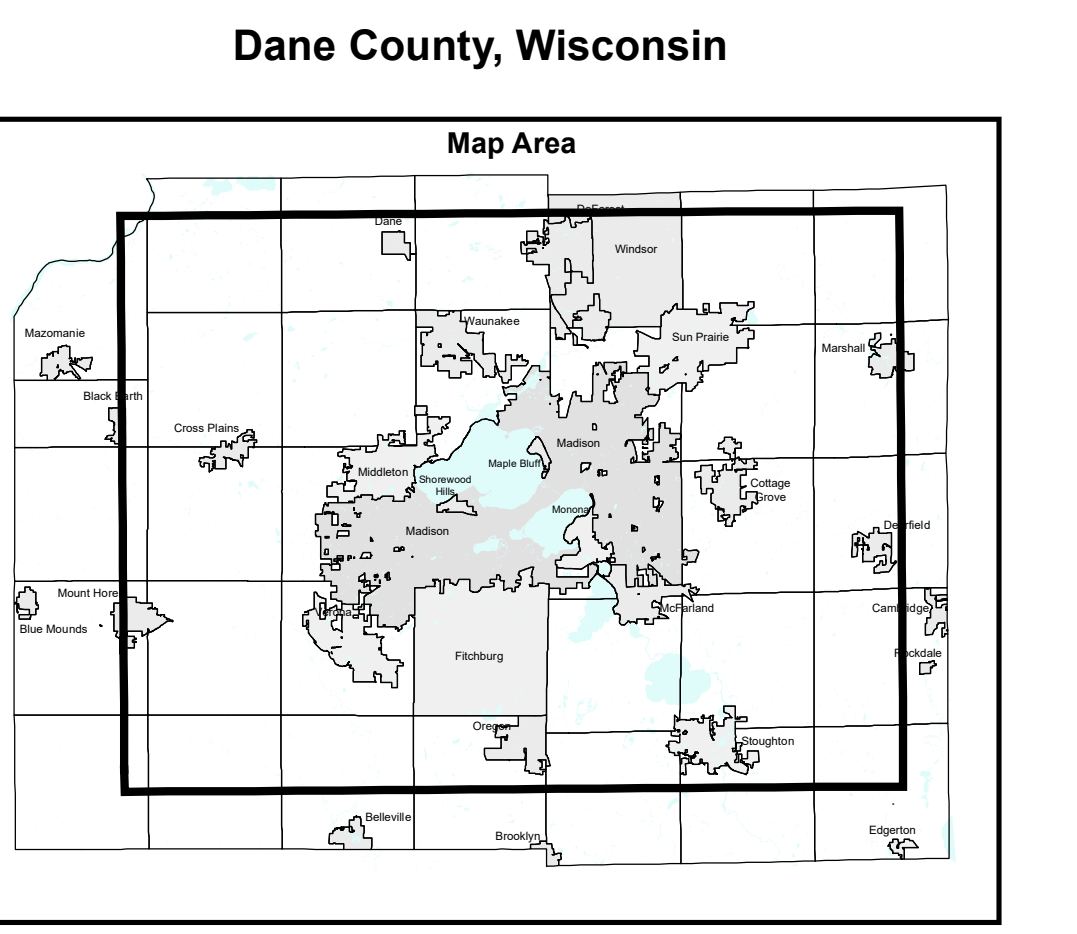 Dane County, Wisconsin
Map Area
DeForest
Dane
Windsor
Waunakee
Mazomanie
Sun Prairie
Marshall
Black Earth
Cross Plains
Madison
Maple Bluff
Middleton
Shorewood
Hills
Cottage
Grove
Monona
Madison
Deerfield
Mount Horeb
Blue Mounds
Verona
McFarland
Cambridge
Fitchburg
Rockdale
Oregon
Stoughton
Belleville
Brooklyn
Edgerton